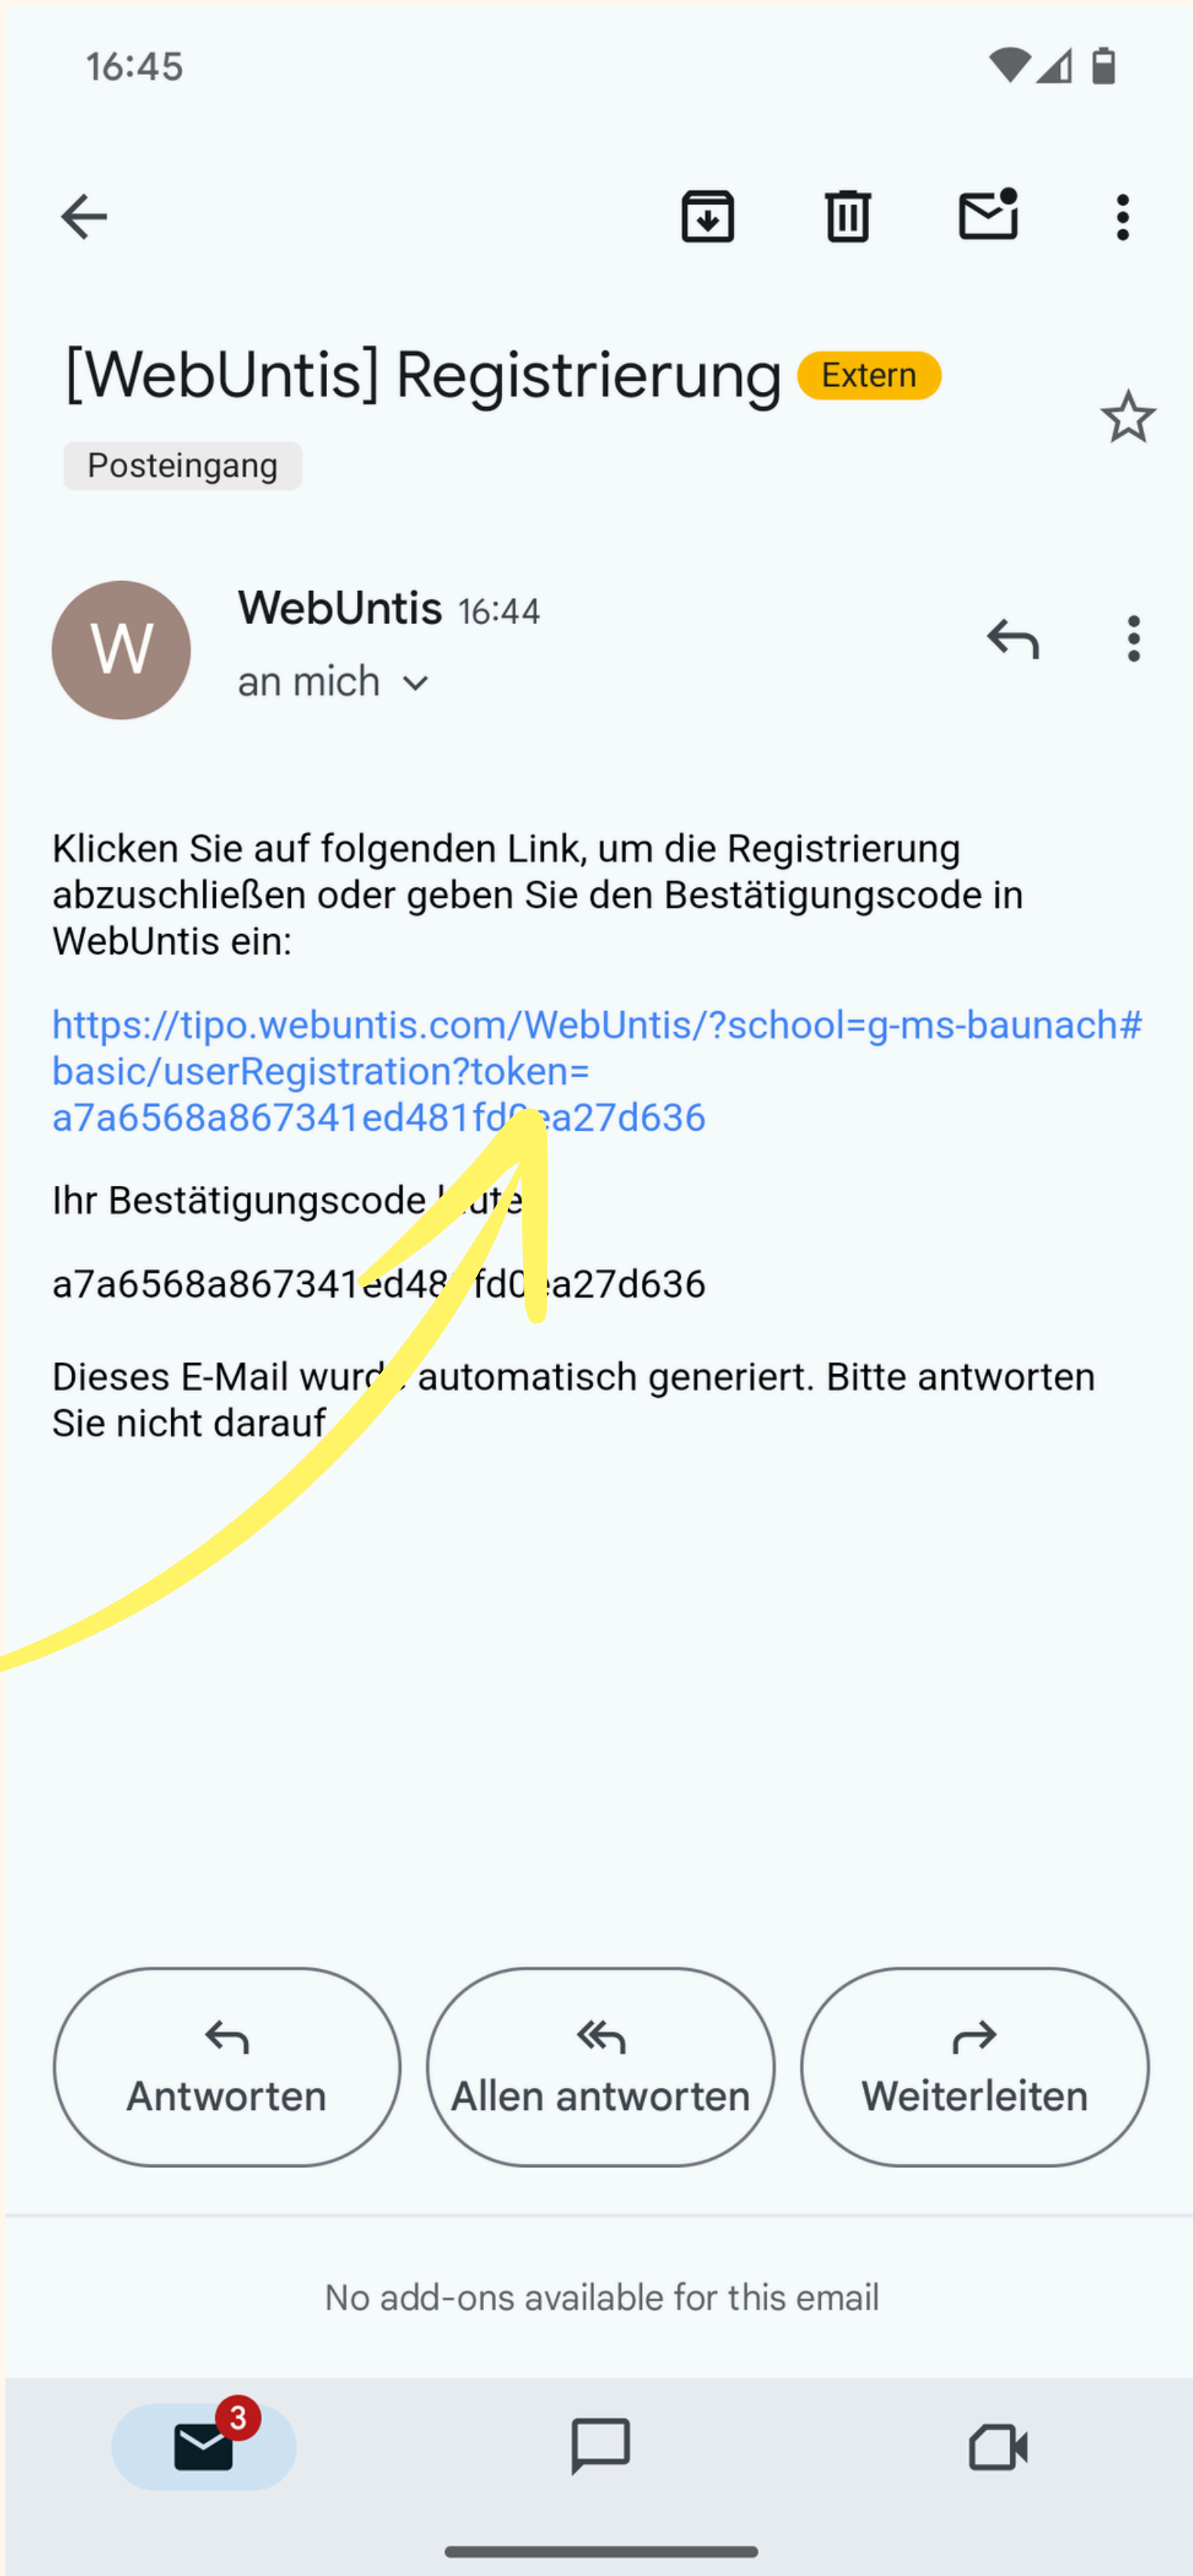 16:45
[WebUntis] Registrierung Extern
Posteingang
W
WebUntis 16:44
an mich
Klicken Sie auf folgenden Link, um die Registrierung
abzuschließen oder geben Sie den Bestätigungscode in
WebUntis ein:
https://tipo.webuntis.com/WebUntis/?school=g-ms-baunach#
basic/userRegistration?token=
a7a6568a867341ed481fd0ea27d636
Ihr Bestätigungscode
a7a6568a867341ed481fd0ea27d636
Dieses E-Mail wurde automatisch generiert. Bitte antworten
Sie nicht darauf
Antworten
Allen antworten
Weiterleiten
No add-ons available for this email
3